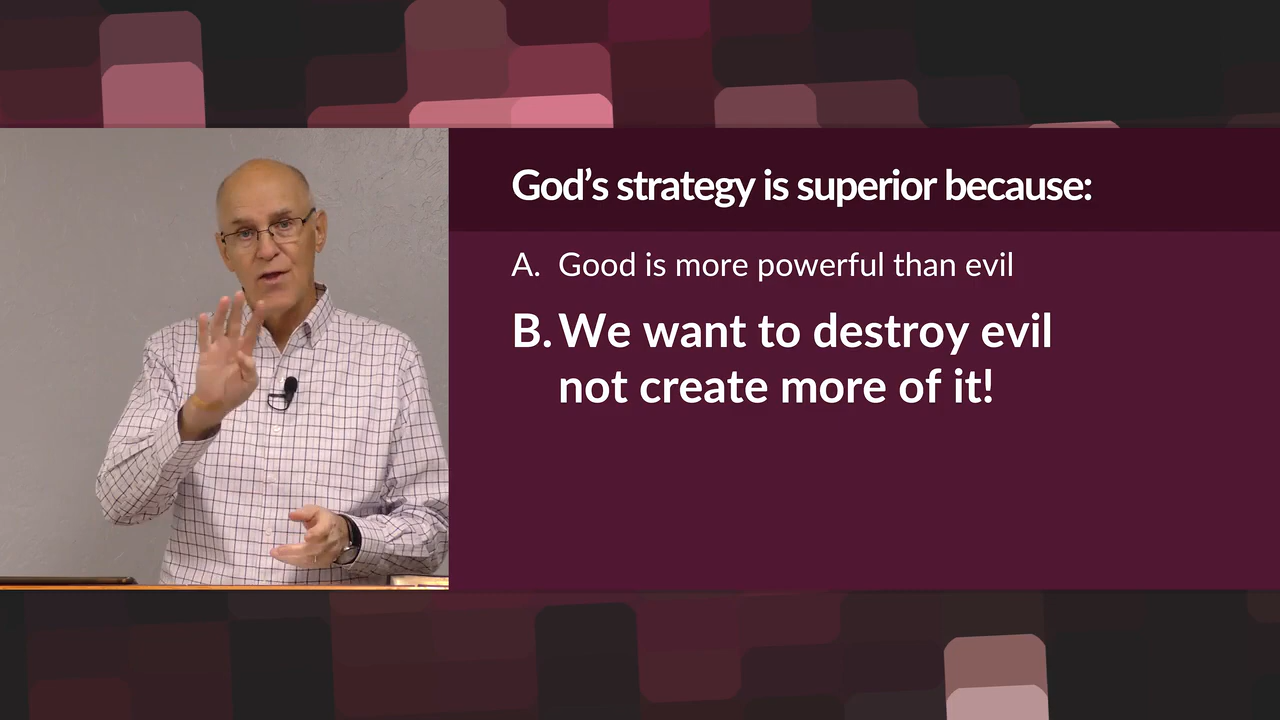 God’s strategy is superior because:
A. Good is more powerful than evil
B. We want to destroy evil
not create more of it!